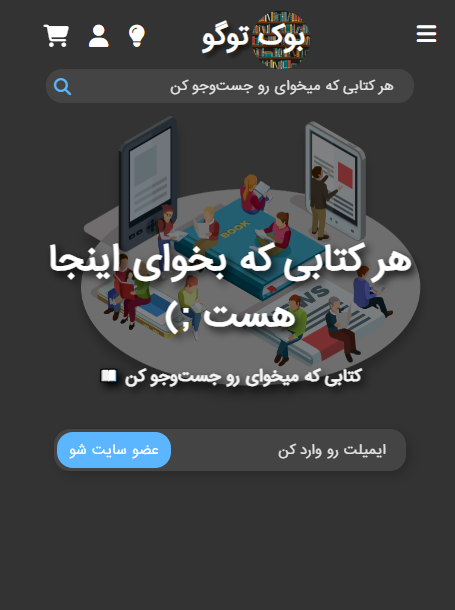 بوک توگو
هر کتابی که میخوای رو جست‌وجو کن
BOOK
NEWS
هر کتابی که بخوای اینجا
هست ;)
کتابی که میخوای رو جست‌وجو کن 📖
ایمیلت رو وارد کن
عضو سایت شو